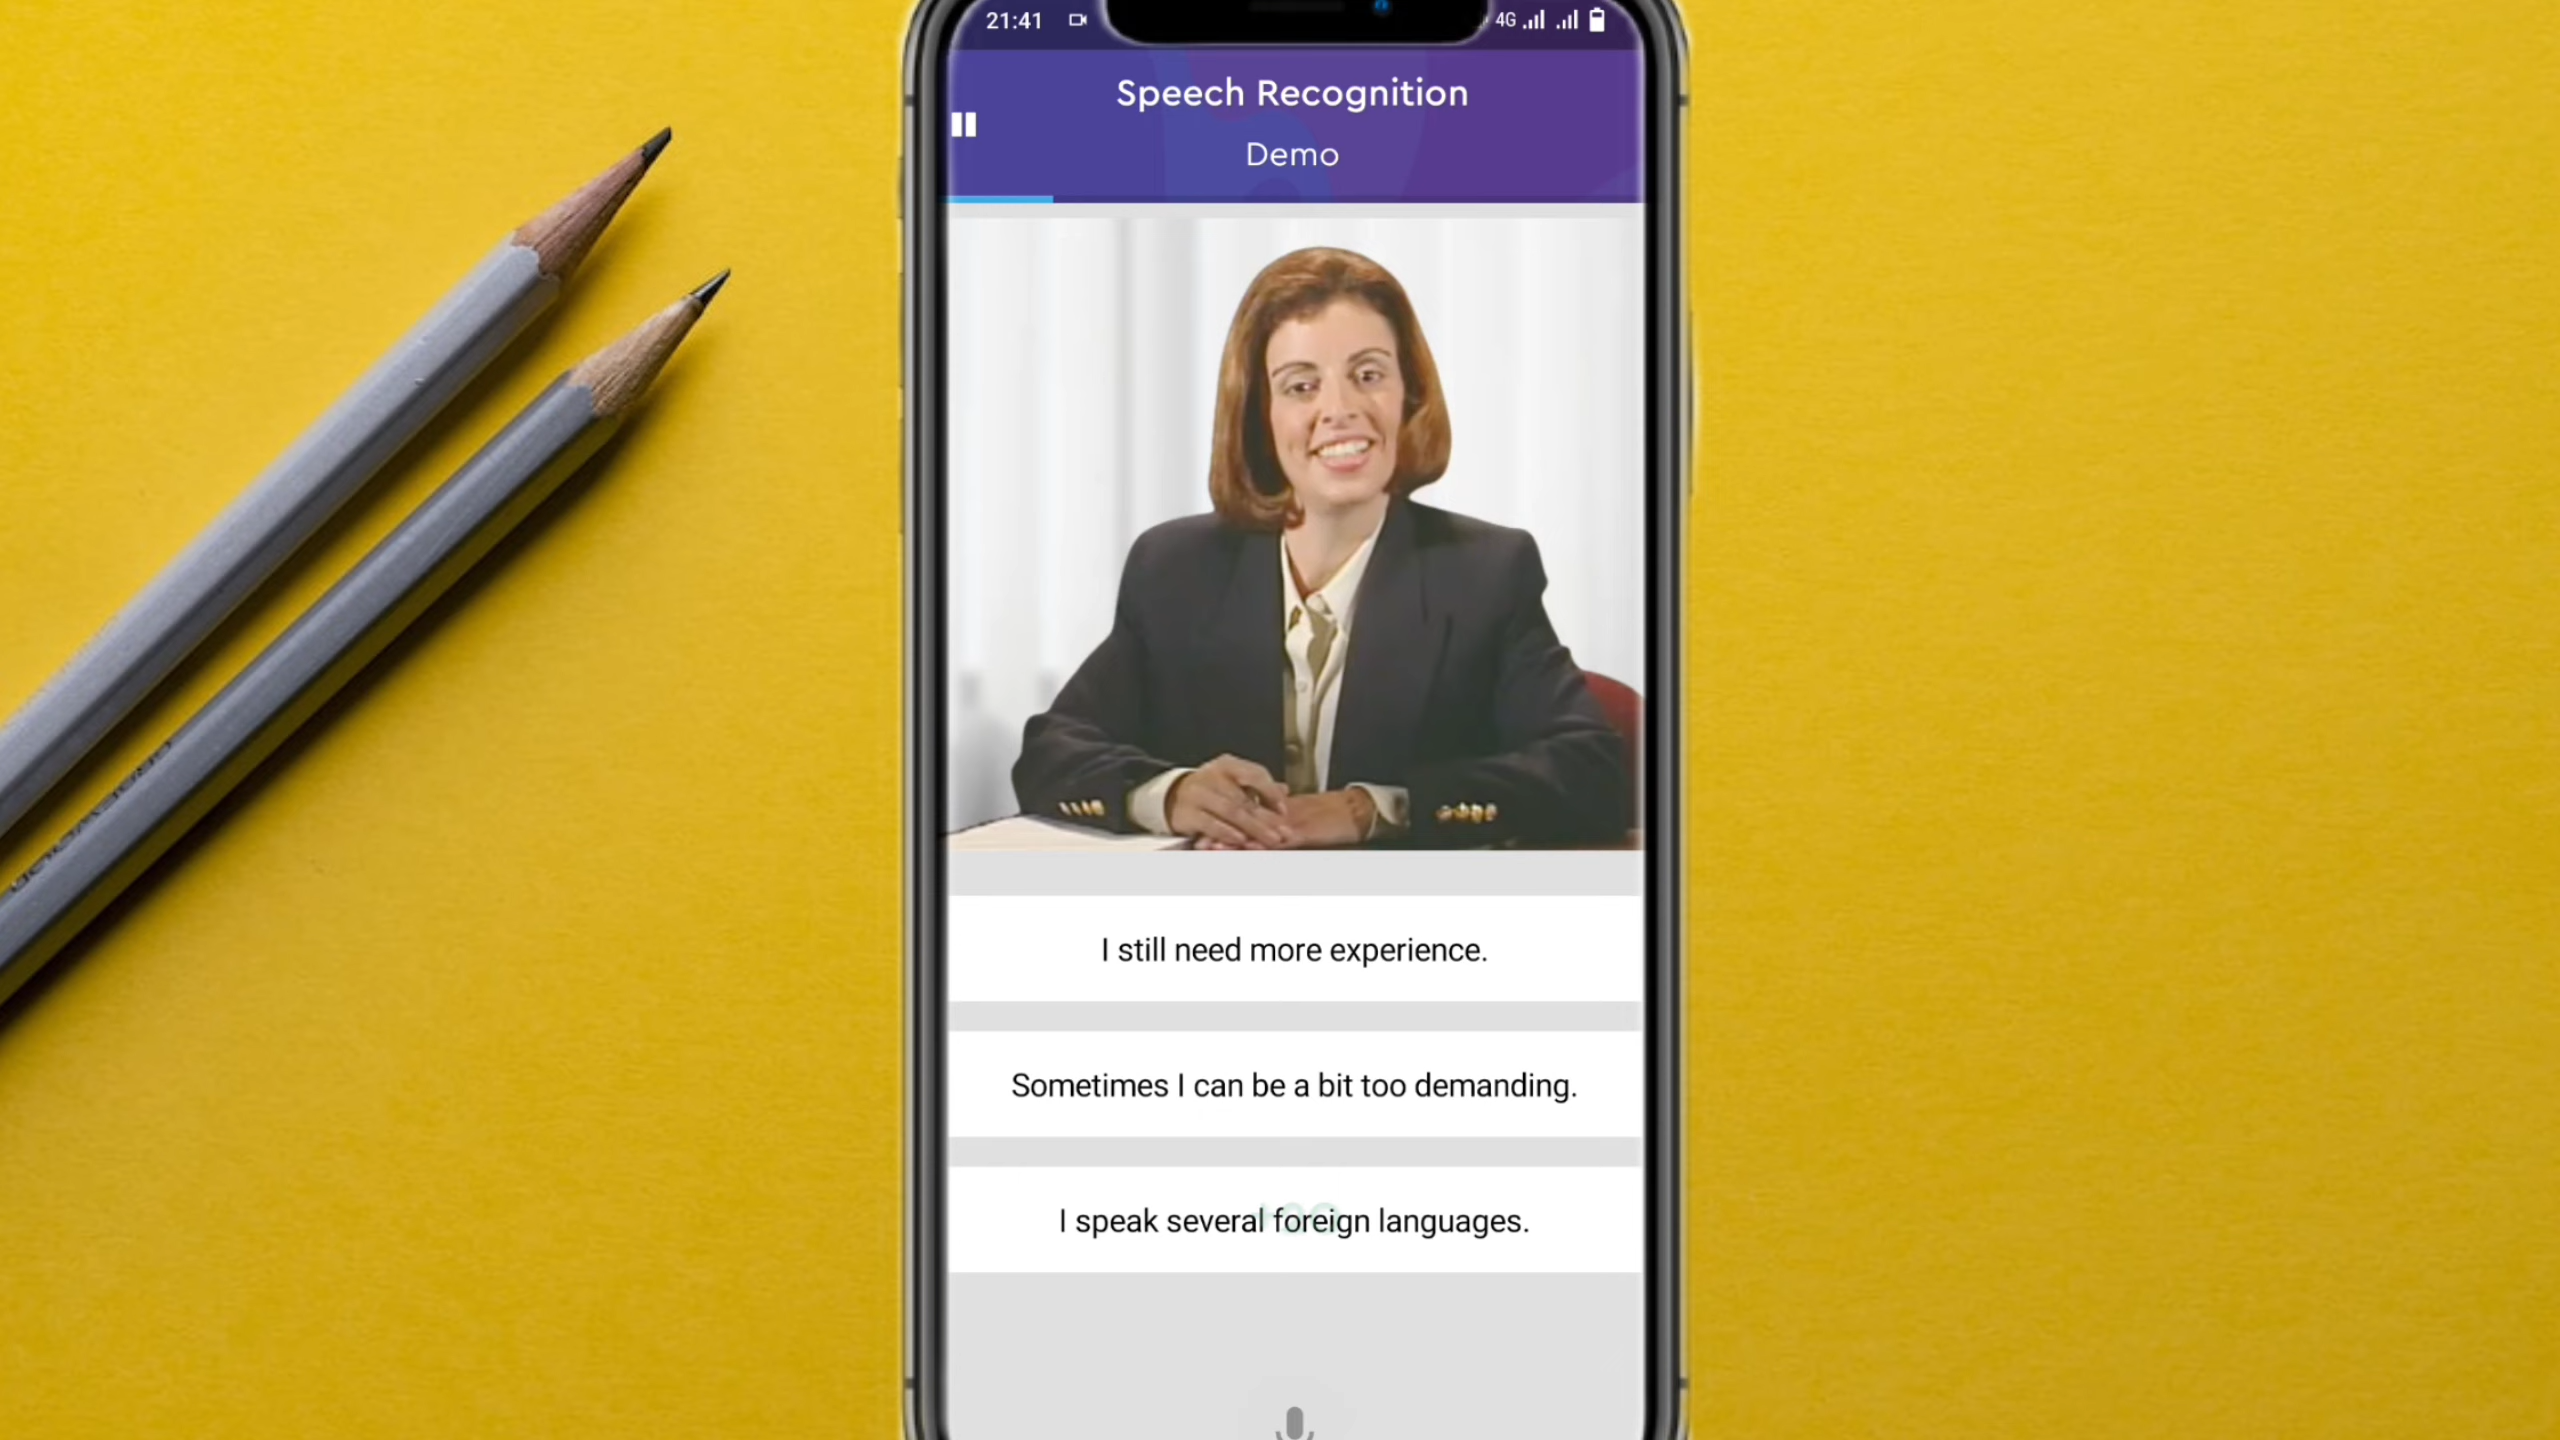 21:41
4G
Speech Recognition
Demo
I still need more experience.
Sometimes I can be a bit too demanding.
I speak several foreign languages.